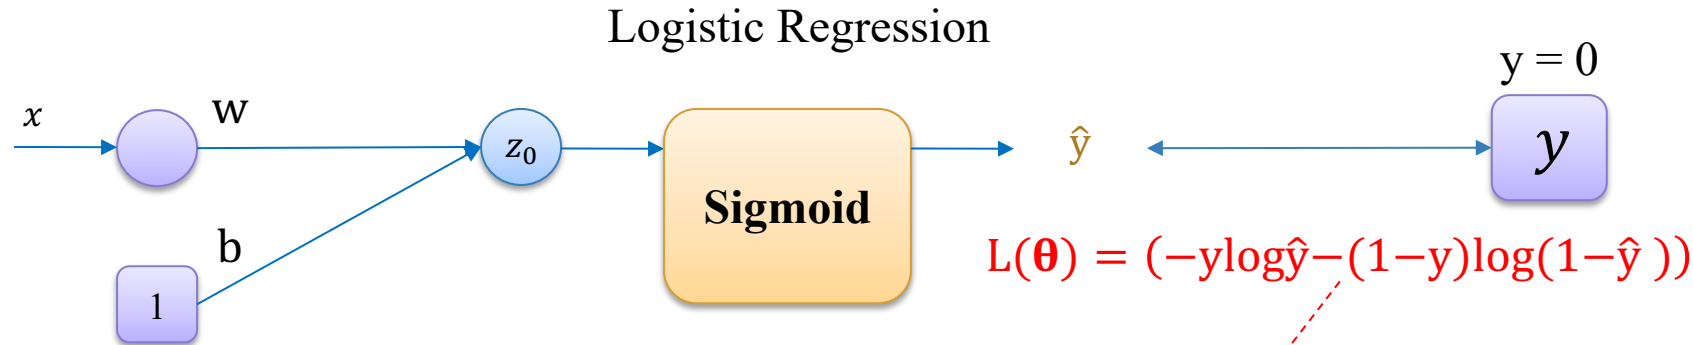 Logistic Regression
y = 0
x
w
z₀
Sigmoid
ŷ
y
b
1
L(θ) = (−ylogŷ−(1−y)log(1−ŷ ))